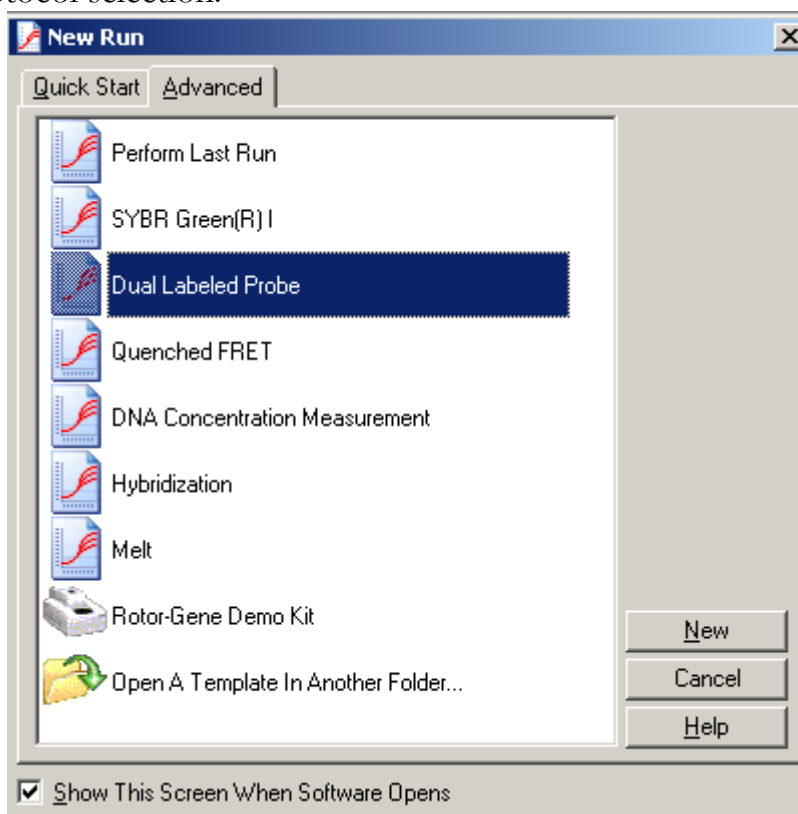 New Run
Quick Start Advanced
Perform Last Run
SYBR Green(R) I
Dual Labeled Probe
Quenched FRET
DNA Concentration Measurement
Hybridization
Melt
Rotor-Gene Demo Kit
Open A Template In Another Folder...
New
Cancel
Help
Show This Screen When Software Opens